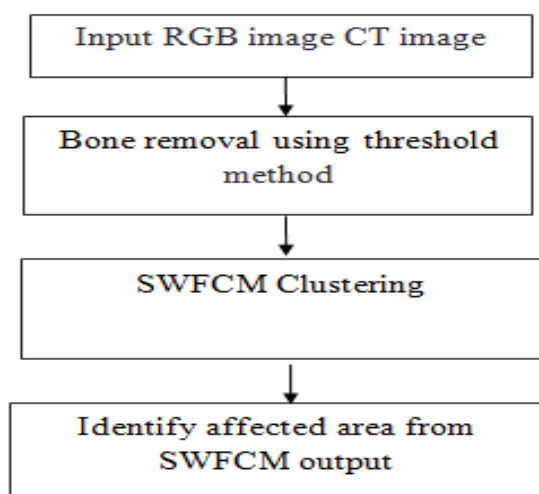 Input RGB image CT image
Bone removal using threshold
method
SWFCM Clustering
Identify affected area from
SWFCM output